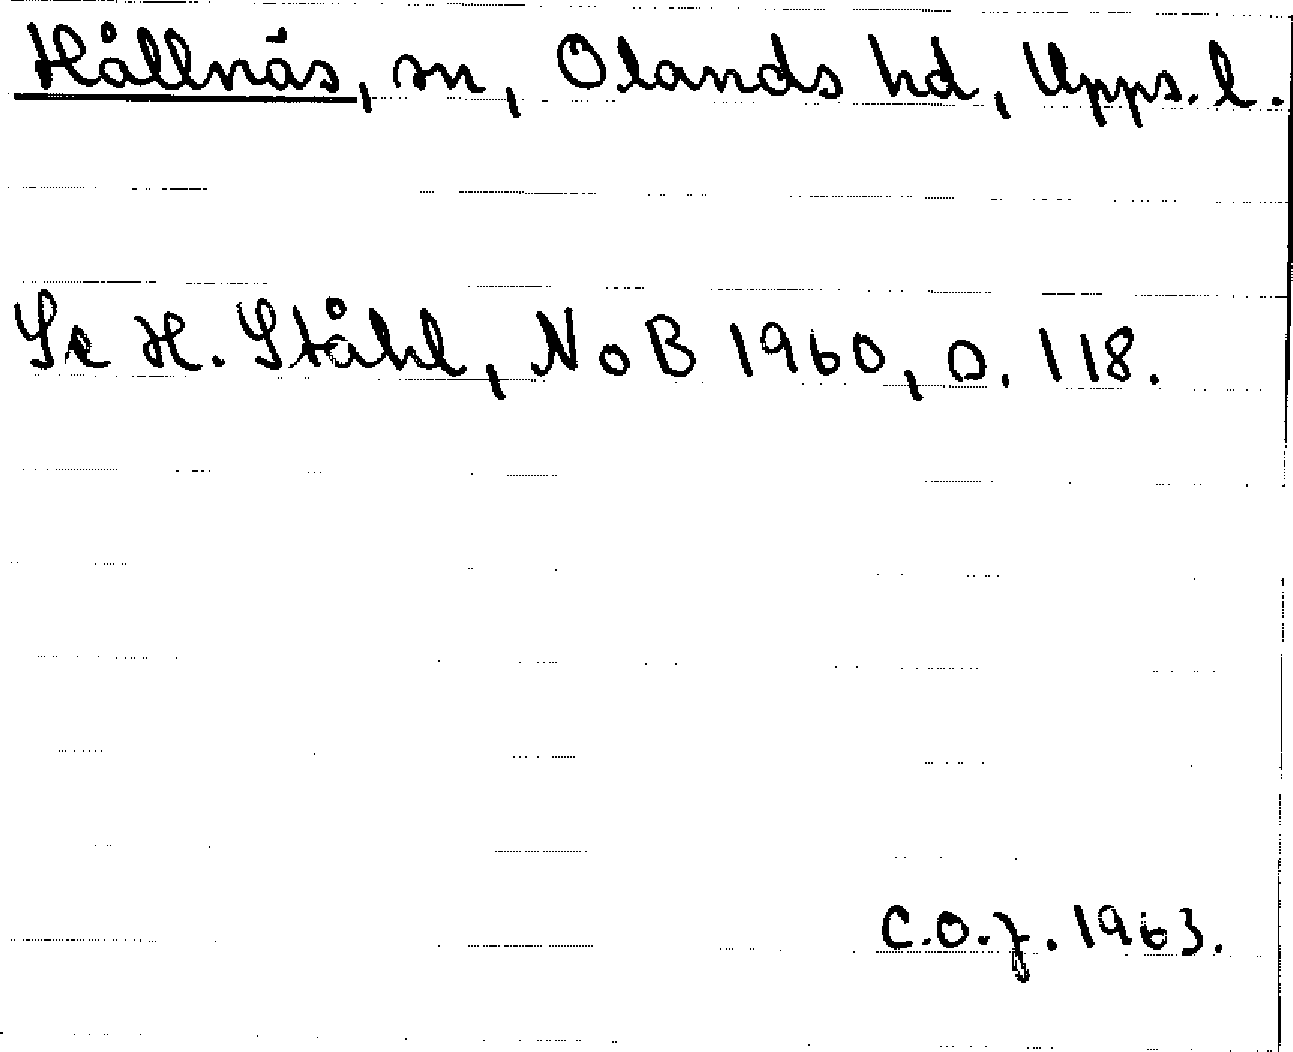 Hållnäs, sn, Olands hd, Upps. l.
Se H. Ståhl, NoB 1960, s. 118.
C.O.f. 1963.